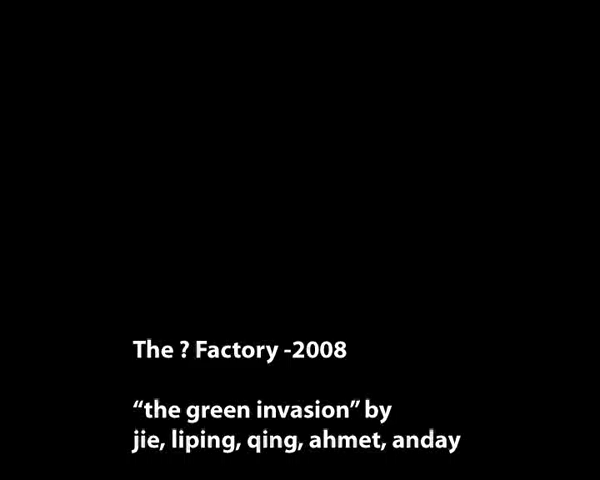 The ? Factory -2008
“the green invasion” by
jie, liping, qing, ahmet, anday